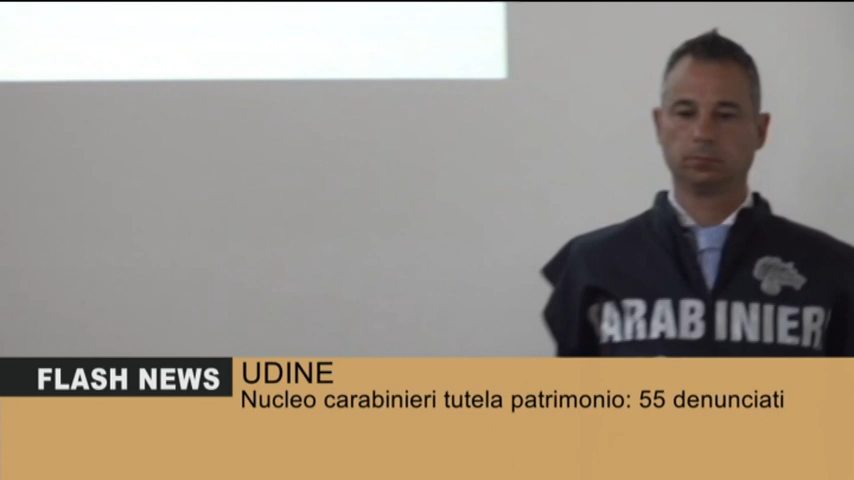 CARABINIERI
FLASH NEWS
UDINE
Nucleo carabinieri tutela patrimonio: 55 denunciati